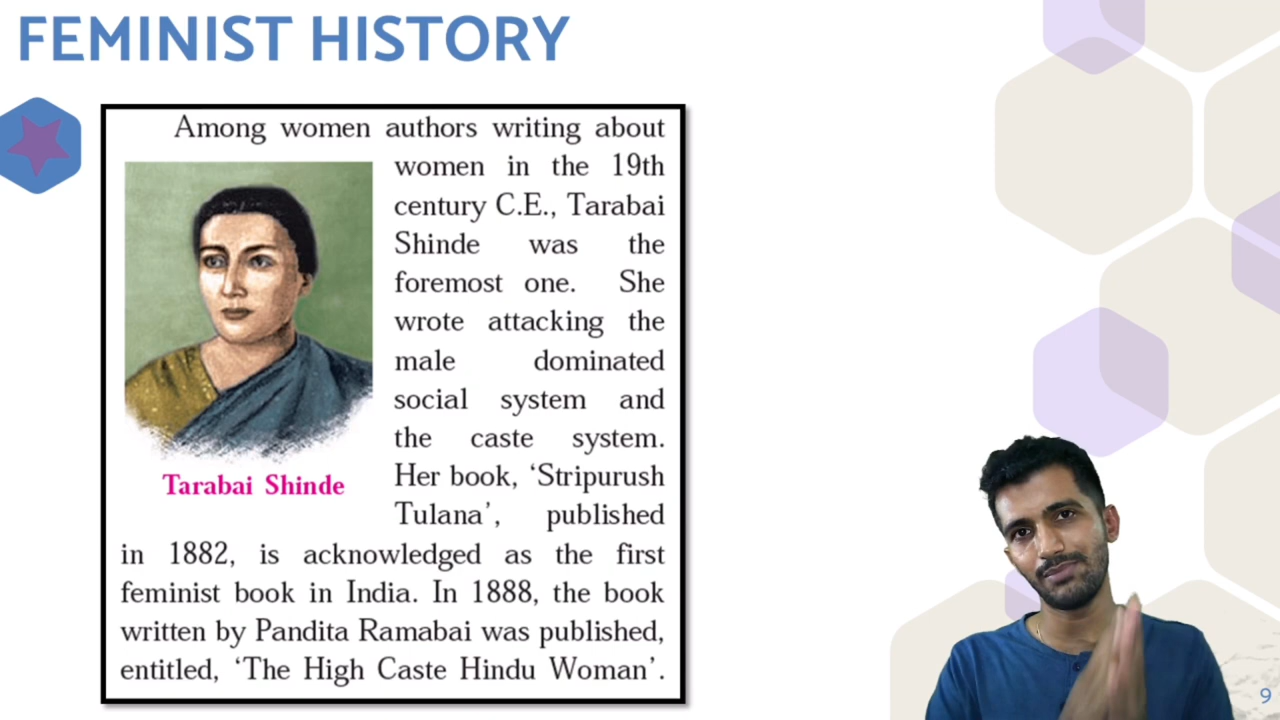 FEMINIST HISTORY
Among women authors writing about
women in the 19th
century C.E., Tarabai
Shinde was the
foremost one. She
wrote attacking the
male dominated
social system and
the caste system.
Her book, ‘Stripurush
Tulana’, published
in 1882, is acknowledged as the first
feminist book in India. In 1888, the book
written by Pandita Ramabai was published,
entitled, ‘The High Caste Hindu Woman’.
Tarabai Shinde
9